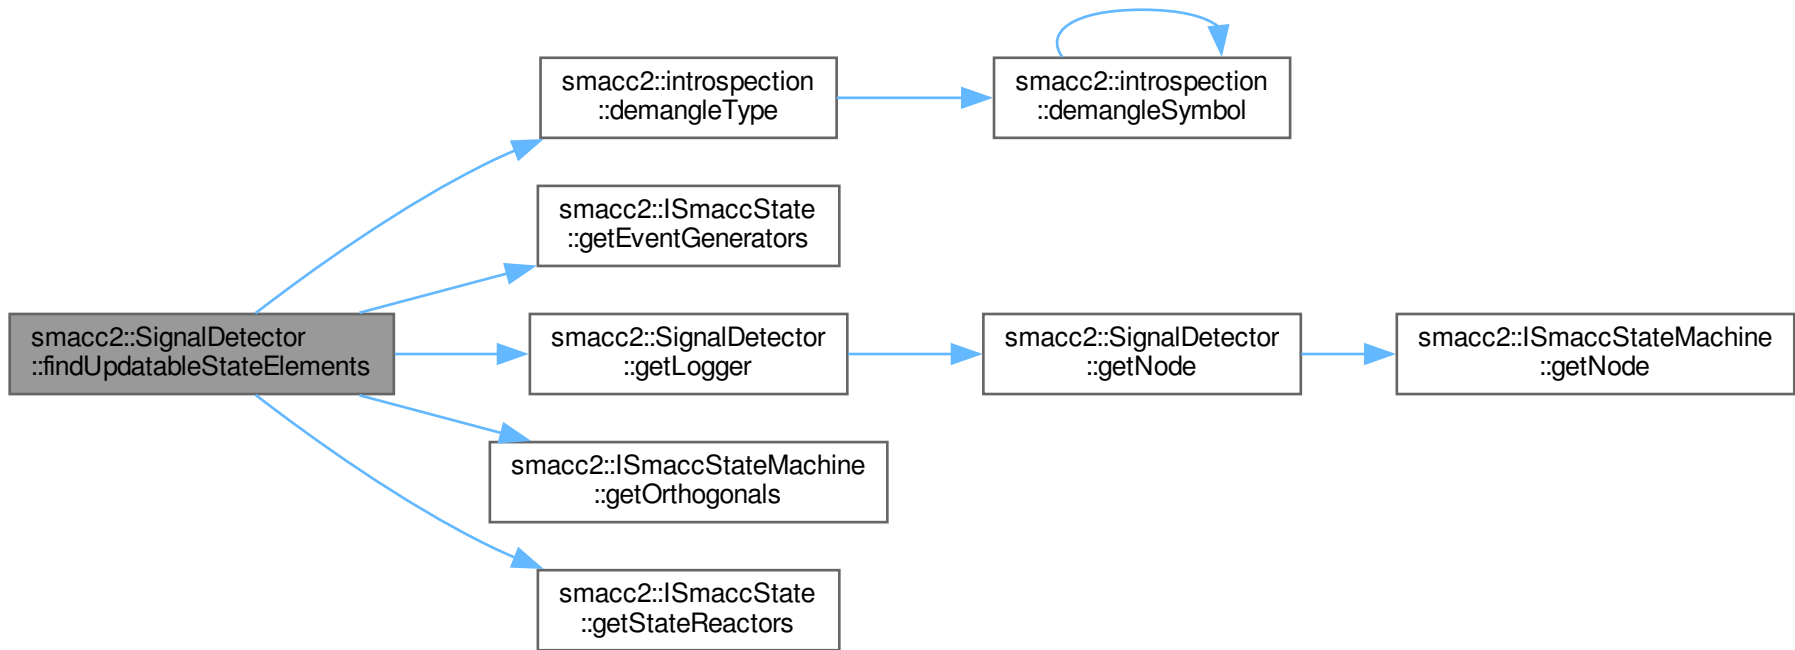 smacc2::introspection
::demangleType
smacc2::introspection
::demangleSymbol
smacc2::ISmaccState
::getEventGenerators
smacc2::SignalDetector
::findUpdatableStateElements
smacc2::SignalDetector
::getLogger
smacc2::SignalDetector
::getNode
smacc2::ISmaccStateMachine
::getNode
smacc2::ISmaccStateMachine
::getOrthogonals
smacc2::ISmaccState
::getStateReactors